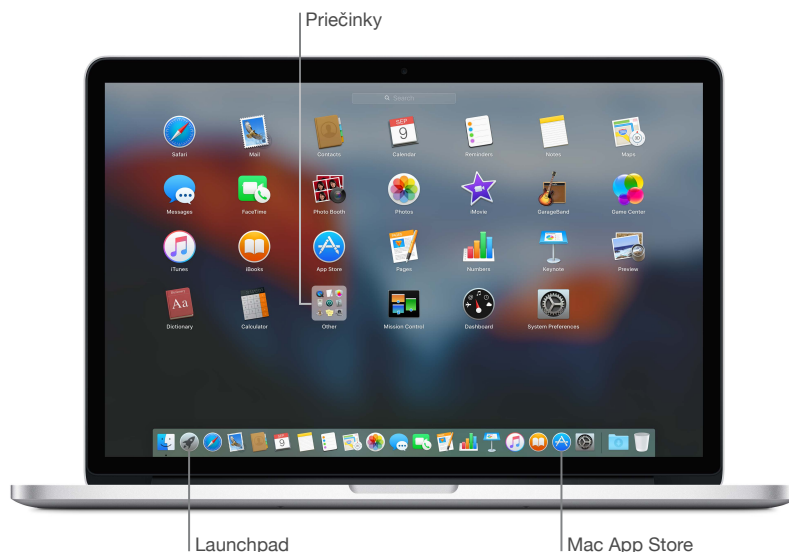 Priečinky
Search
SEP
9
Safari
Mail
Contacts
Calendar
Reminders
Notes
Maps
Messages
FaceTime
Photo Booth
Photos
iMovie
GarageBand
Game Center
iTunes
iBooks
App Store
Pages
Numbers
Keynote
Preview
Aa
Dictionary
Calculator
Other
Mission Control
Dashboard
System Preferences
9
Launchpad
Mac App Store